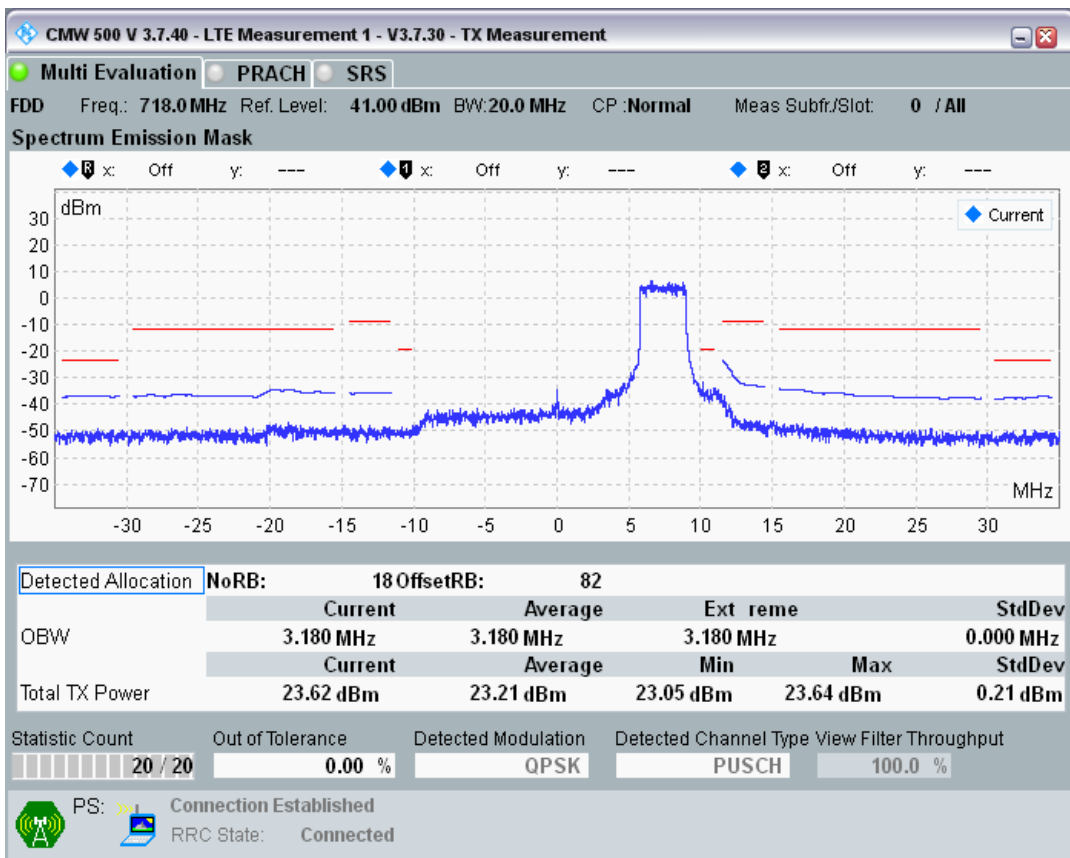 CMW 500 V 3.7.40 - LTE Measurement 1 - V3.7.30 - TX Measurement
Multi Evaluation PRACH SRS
FDD Freq.: 718.0 MHz Ref. Level: 41.00 dBm BW: 20.0 MHz CP : Normal Meas Subfr./Slot: 0 / All
Spectrum Emission Mask
R x: Off y: --- 1 x: Off y: --- 2 x: Off y: ---
dBm
Current
30
20
10
0
-10
-20
-30
-40
-50
-60
-70
MHz
-30 -25 -20 -15 -10 -5 0 5 10 15 20 25 30
Detected Allocation NoRB: 18 OffsetRB: 82
Current Average Ext reme StdDev
OBW 3.180 MHz 3.180 MHz 3.180 MHz 0.000 MHz
Current Average Min Max StdDev
Total TX Power 23.62 dBm 23.21 dBm 23.05 dBm 23.64 dBm 0.21 dBm
Statistic Count Out of Tolerance Detected Modulation Detected Channel Type View Filter Throughput
20 / 20 0.00 % QPSK PUSCH 100.0 %
PS: Connection Established
RRC State: Connected